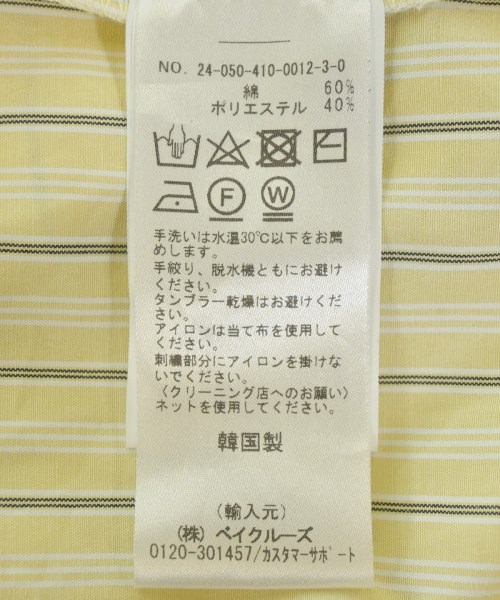 NO. 24-050-410-0012-3-0
綿 60%
ポリエステル 40%
F W
手洗いは水温30℃以下をお薦
めします。
手絞り、脱水機ともにお避け
ください。
タンブラー乾燥はお避けくだ
さい。
アイロンは当て布を使用して
ください。
刺繍部分にアイロンを掛けな
いでください。
〈クリーニング店へのお願い〉
ネットを使用してください。
韓国製
（輸入元）
(株) ベイクルーズ
0120-301457/カスタマーサポート